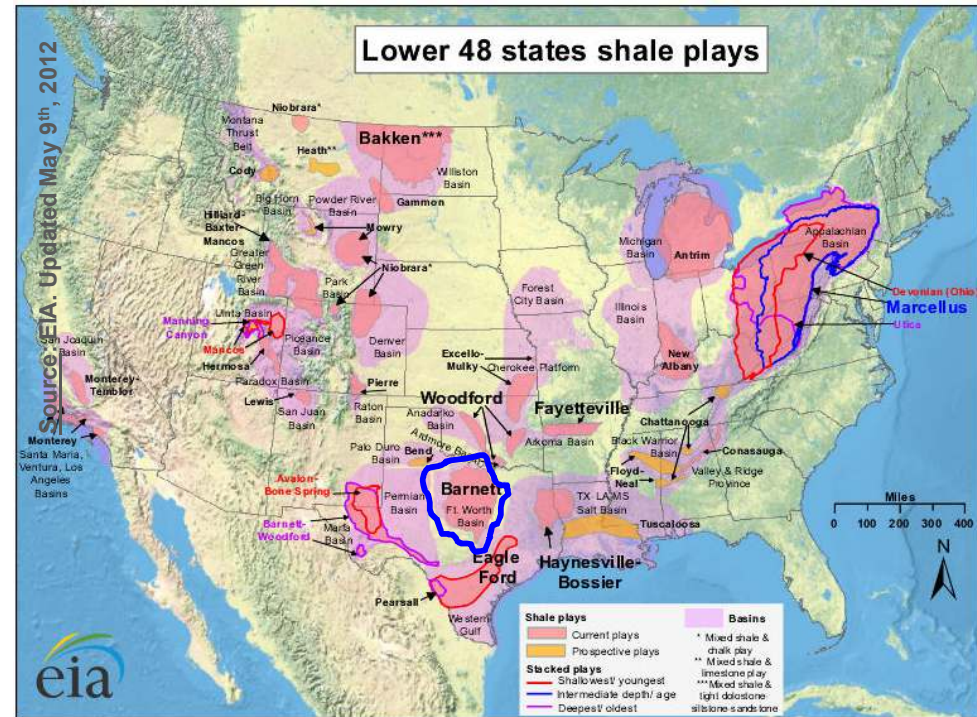 Lower 48 states shale plays
Source: EIA. Updated May 9th, 2012
Niobrara*
Montana
Thrust
Belt
Bakken***
Heath**
Cody
Williston
Basin
Big Horn
Basin
Powder River
Basin
Gammon
Hilliard-
Baxter-
Mancos
Mowry
Greater
Green
River
Basin
Park
Basin
Niobrara*
Uinta Basin
Manning
Canyon
Mancos
Piceance
Basin
Denver
Basin
Hermosa
Paradox Basin
Lewis
San Juan
Basin
Pierre
Raton
Basin
San Joaquin
Basin
Monterey-
Temblor
Monterey
Santa Maria,
Ventura, Los
Angeles
Basins
Michigan
Basin
Antrim
Appalachian
Basin
Devonian (Ohio)
Marcellus
Utica
Forest
City Basin
Illinois
Basin
Excello-
Mulky
Cherokee Platform
New
Albany
Woodford
Anadarko
Basin
Ardmore Basin
Fayetteville
Arkoma Basin
Chattanooga
Black Warrior
Basin
Conasauga
Floyd-
Neal
Valley & Ridge
Province
Palo Duro
Basin
Bend
Avalon-
Bone Spring
Permian
Basin
Barnett
Ft. Worth
Basin
Barnett-
Woodford
Marfa
Basin
TX LA MS
Salt Basin
Tuscaloosa
Eagle
Ford
Haynesville-
Bossier
Pearsall
Western
Gulf
Miles
0 100 200 300 400
N
Shale plays
Current plays
Prospective plays
Stacked plays
Shallowest/ youngest
Intermediate depth/ age
Deepest/ oldest
Basins
* Mixed shale &
chalk play
** Mixed shale &
limestone play
***Mixed shale &
tight dolostone-
siltstone-sandstone
eia